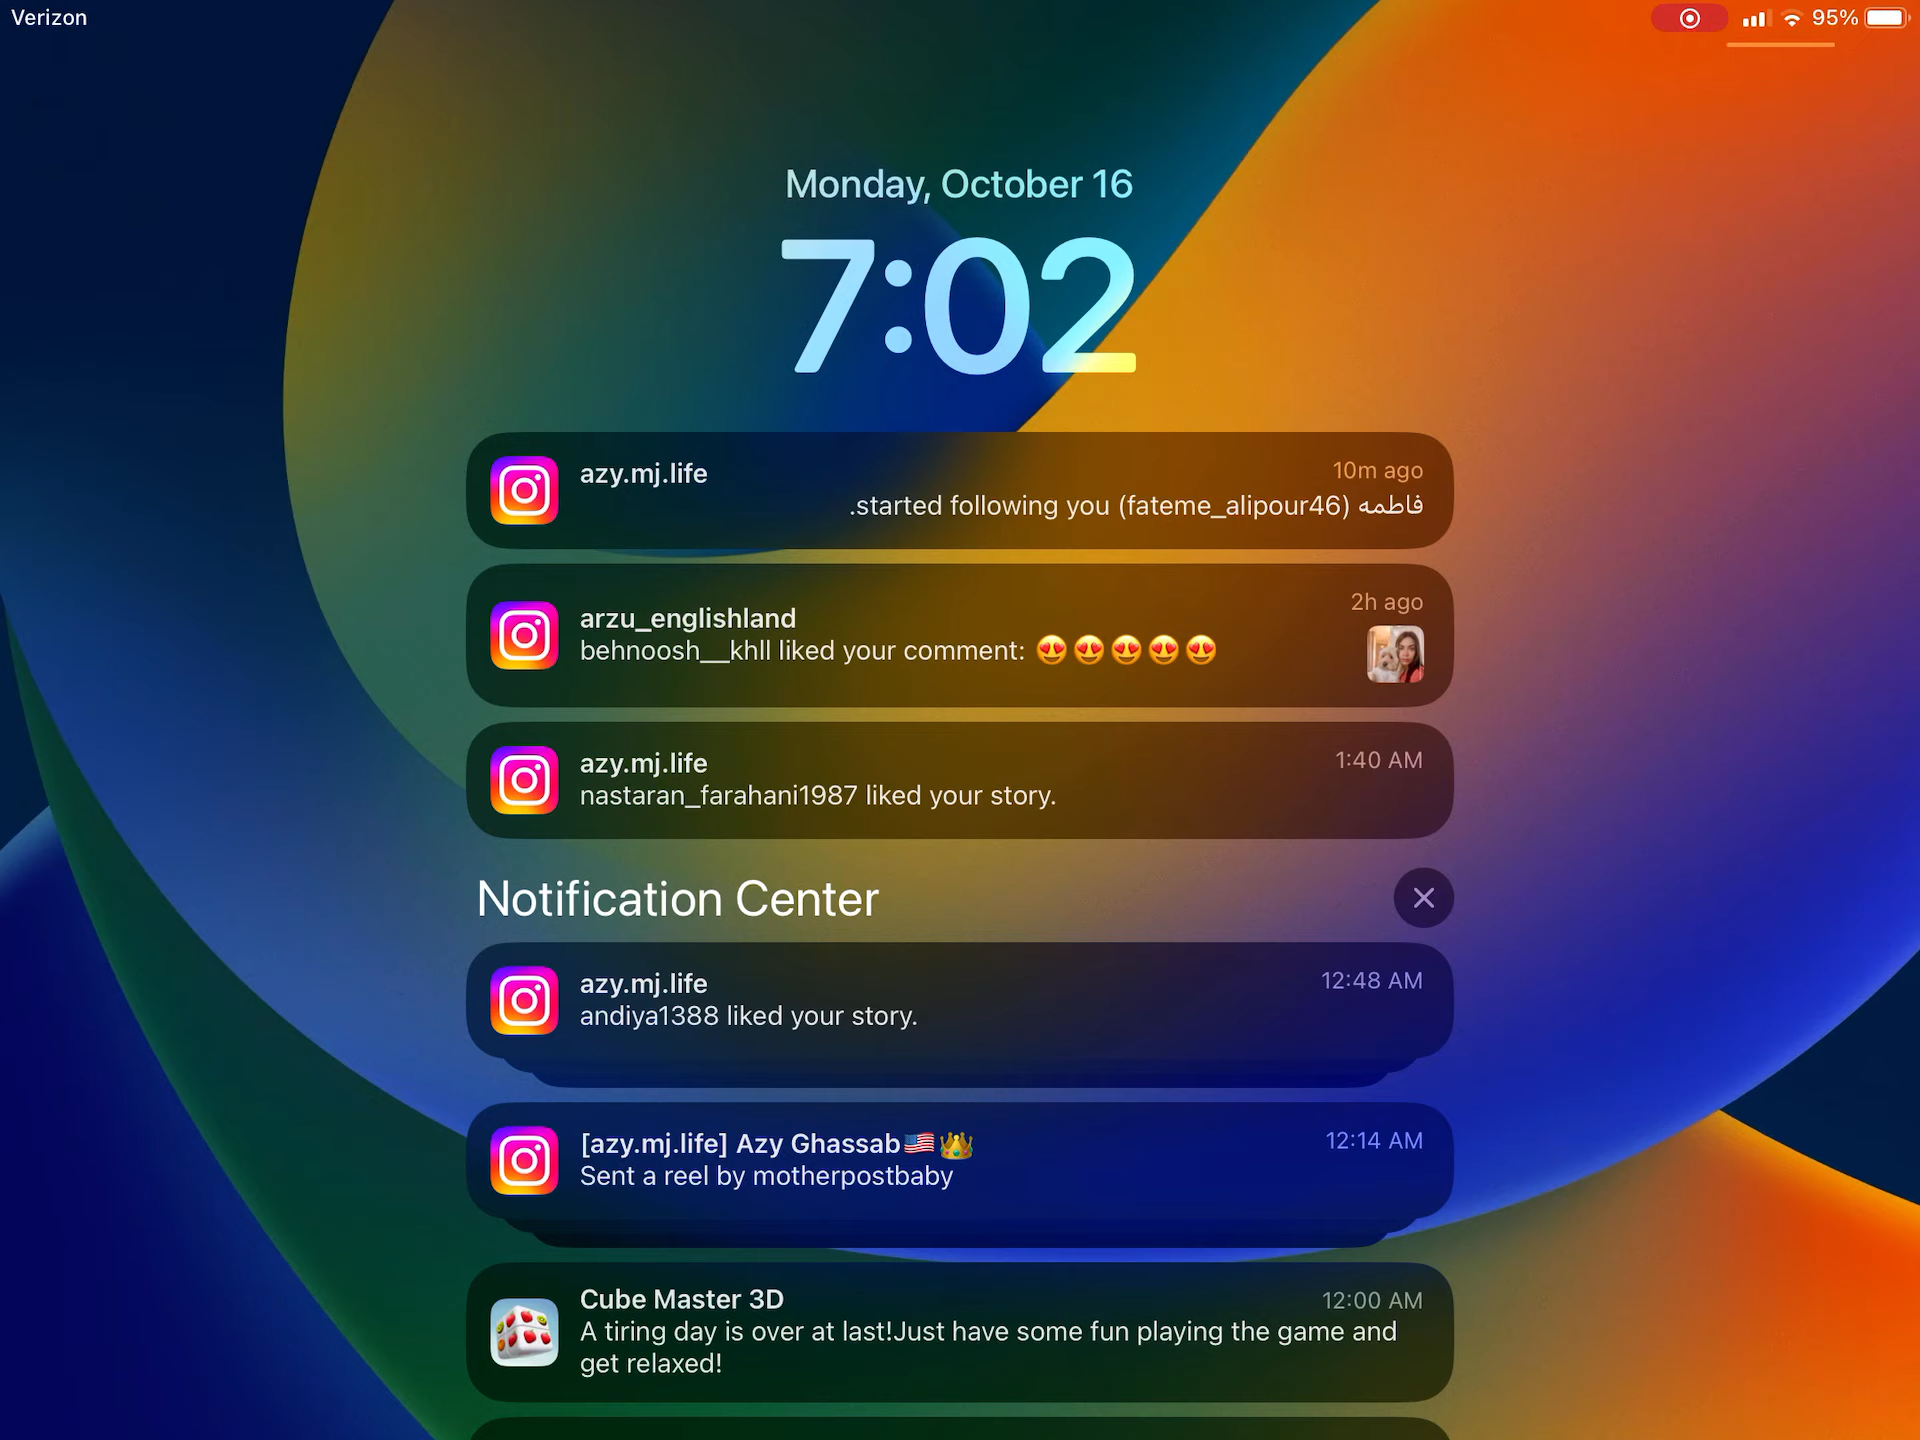 Verizon
95%
Monday, October 16
7:02
azy.mj.life
10m ago
فاطمه (fateme_alipour46) started following you.
arzu_englishland
2h ago
behnoosh__khll liked your comment: 😍😍😍😍😍
azy.mj.life
1:40 AM
nastaran_farahani1987 liked your story.
Notification Center
azy.mj.life
12:48 AM
andiya1388 liked your story.
[azy.mj.life] Azy Ghassab🇺🇸👑
12:14 AM
Sent a reel by motherpostbaby
Cube Master 3D
12:00 AM
A tiring day is over at last!Just have some fun playing the game and
get relaxed!